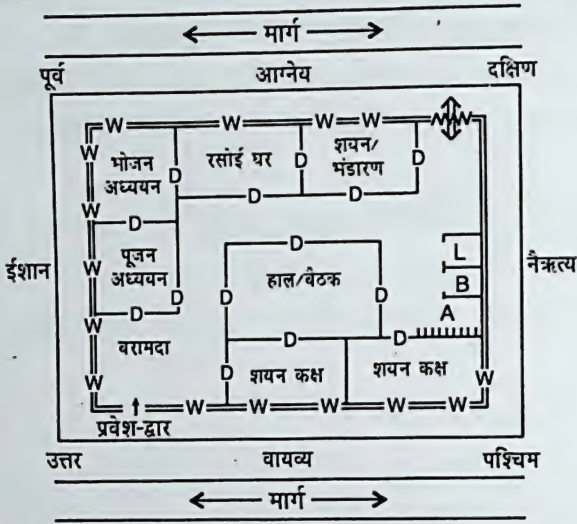 ← मार्ग →
पूर्व आग्नेय दक्षिण
W W W W W W
भोजन
अध्ययन
रसोई घर
शयन/
भंडारण
W D D D
D D
W D
पूजन
अध्ययन
ईशान
D
हाल/बैठक
L
नैऋत्य
W D D D D B
D A
वरामदा
W D D
D
शयन कक्ष
शयन कक्ष
W
W W W W
प्रवेश-द्वार
उत्तर वायव्य पश्चिम
← मार्ग →